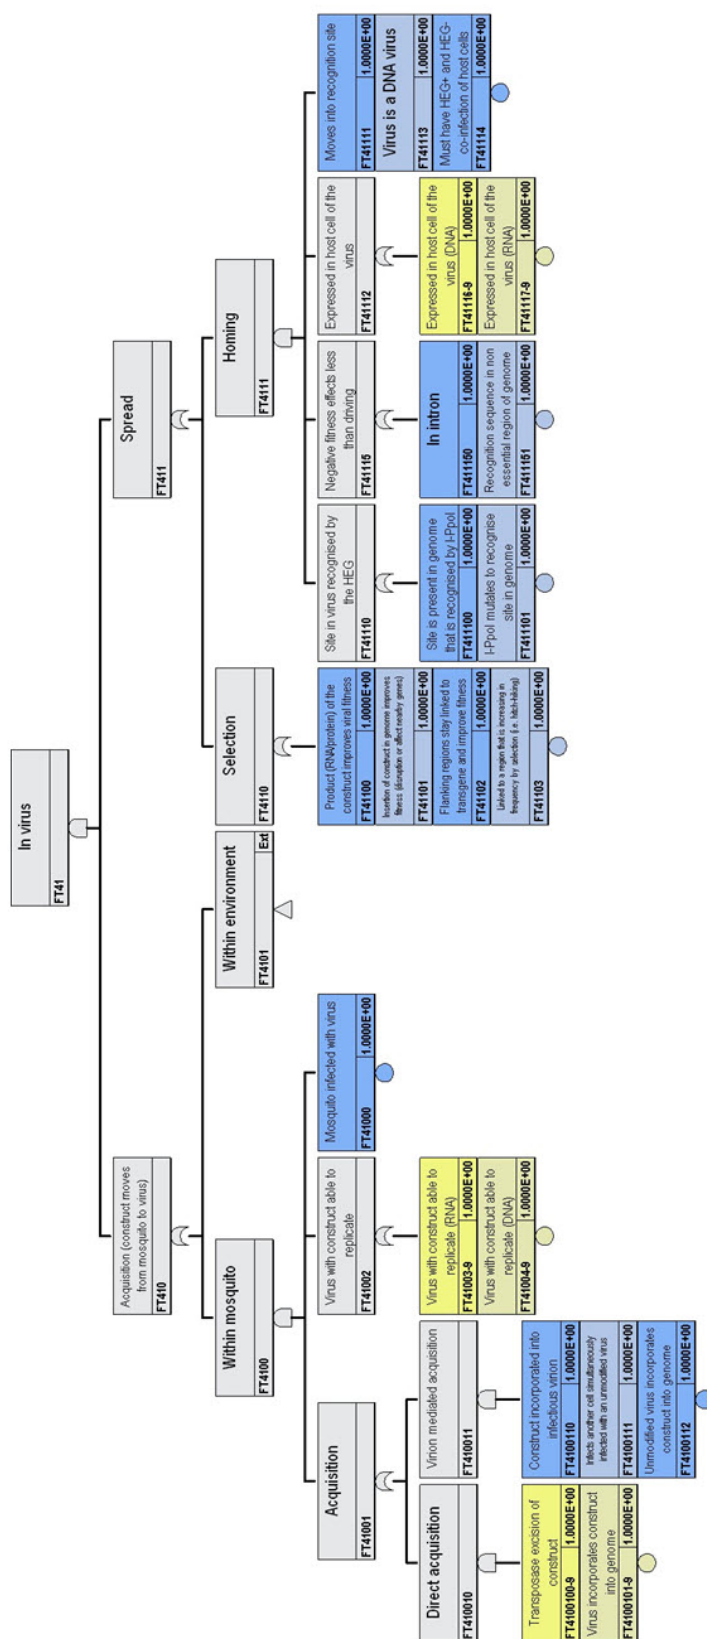 In virus
FT41
Acquisition (construct moves
from mosquito to virus)
FT410
Spread
FT411
Within mosquito
FT4100
Within environment
FT4101 Ext
Selection
FT4110
Homing
FT4111
Acquisition
FT41001
Virus with construct able to
replicate
FT41002
Mosquito infected with virus
FT41000 1.0000E+00
Product (RNA/protein) of the
construct improves viral fitness
FT41100 1.0000E+00
Insertion of construct in genome improves
fitness (disruption or affect nearby genes)
FT41101 1.0000E+00
Flanking regions stay linked to
transgene and improve fitness
FT41102 1.0000E+00
Linked to a region that is increasing in
frequency by selection (i.e. hitch-hiking)
FT41103 1.0000E+00
Site in virus recognised by
the HEG
FT41110
Negative fitness effects less
than driving
FT41115
Expressed in host cell of the
virus
FT41112
Moves into recognition site
FT41111 1.0000E+00
Virus is a DNA virus
FT41113 1.0000E+00
Must have HEG+ and HEG-
co-infection of host cells
FT41114 1.0000E+00
Direct acquisition
FT410010
Virion mediated acquisition
FT410011
Virus with construct able to
replicate (RNA)
FT41003-9 1.0000E+00
Virus with construct able to
replicate (DNA)
FT41004-9 1.0000E+00
Site is present in genome
that is recognised by I-PpoI
FT411100 1.0000E+00
I-PpoI mutates to recognise
site in genome
FT411101 1.0000E+00
In intron
FT411150 1.0000E+00
Recognition sequence in non
essential region of genome
FT411151 1.0000E+00
Expressed in host cell of the
virus (DNA)
FT41116-9 1.0000E+00
Expressed in host cell of the
virus (RNA)
FT41117-9 1.0000E+00
Transposase excision of
construct
FT4100100-9 1.0000E+00
Virus incorporates construct
into genome
FT4100101-9 1.0000E+00
Construct incorporated into
infectious virion
FT4100110 1.0000E+00
Infects another cell simultaneously
infected with an unmodified virus
FT4100111 1.0000E+00
Unmodified virus incorporates
construct into genome
FT4100112 1.0000E+00